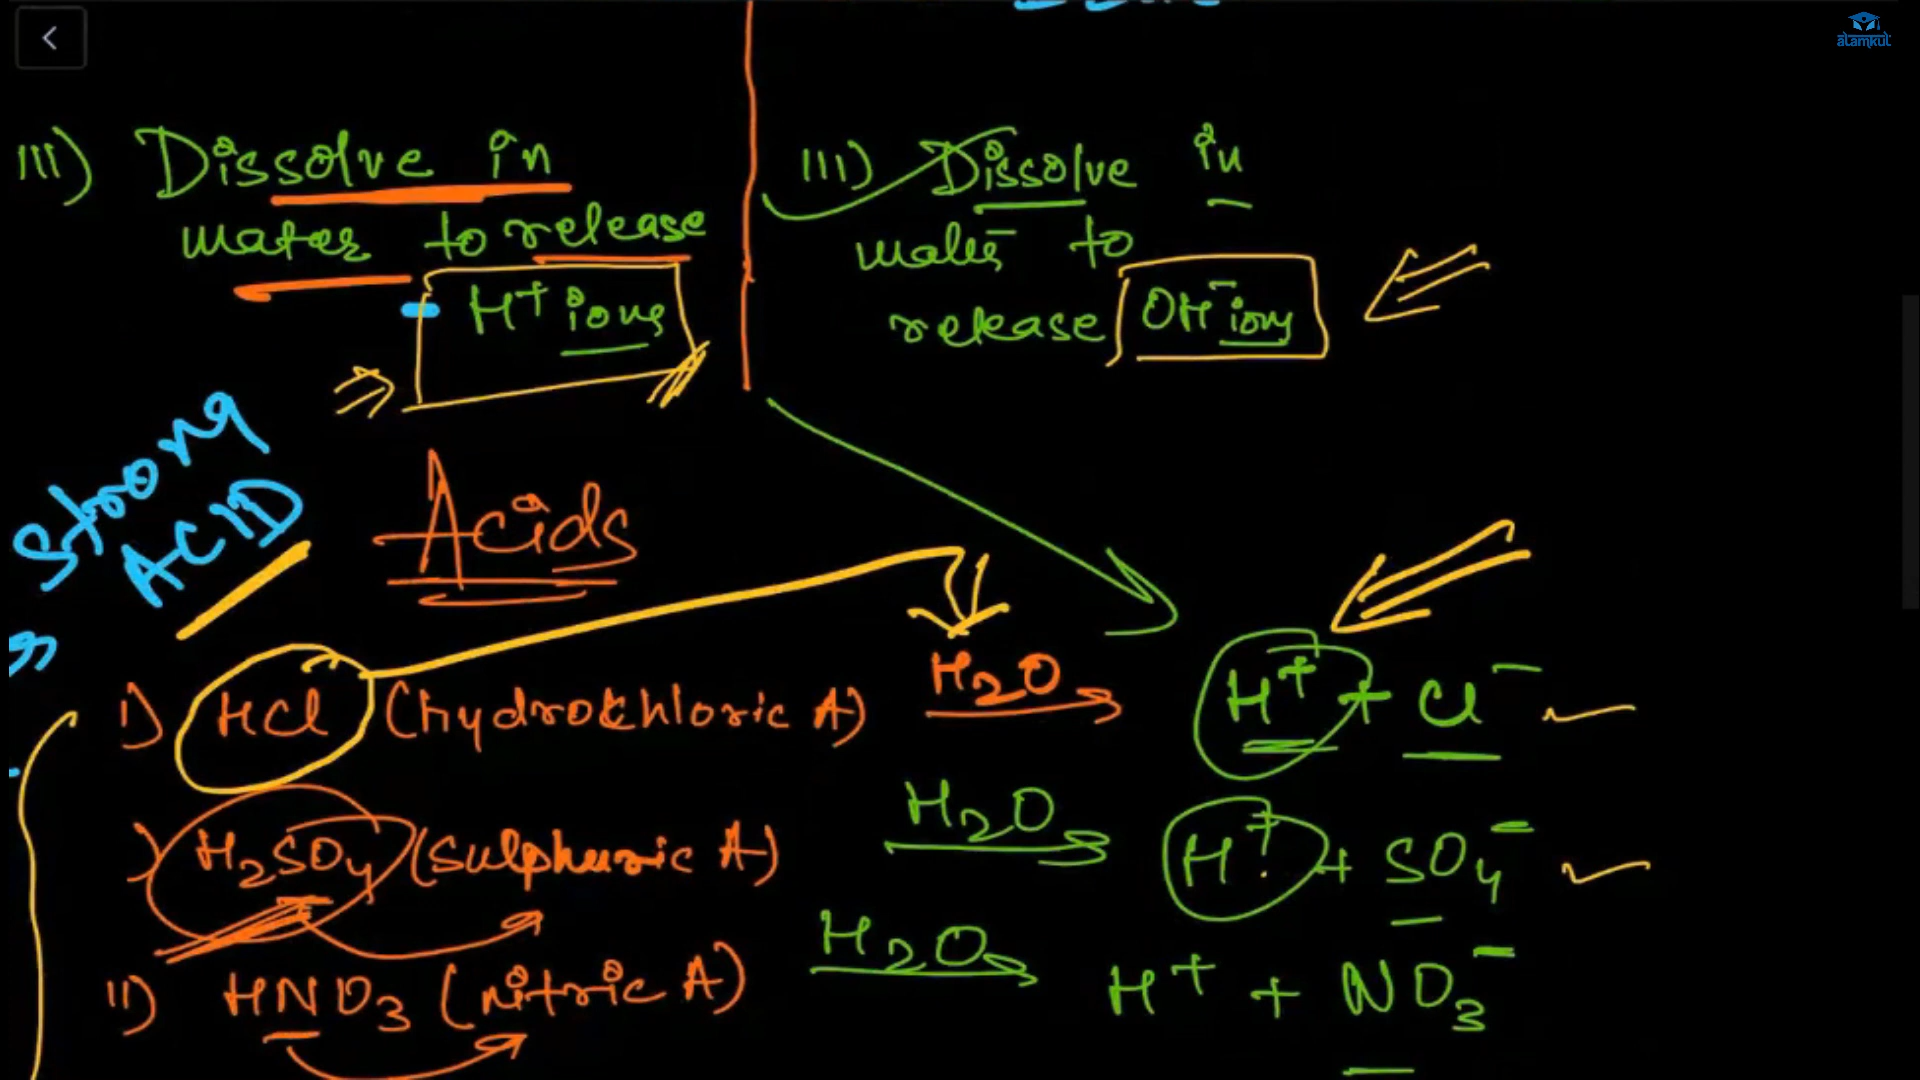 alamkul
III) Dissolve in
water to release
H+ ions
III) Dissolve in
water to
release OH- ions
Strong
ACID
Acids
i) HCl (hydrochloric A) H2O H+ + Cl-
) H2SO4 (Sulphuric A) H2O H+ + SO4-
II) HNO3 (nitric A) H2O H+ + NO3-